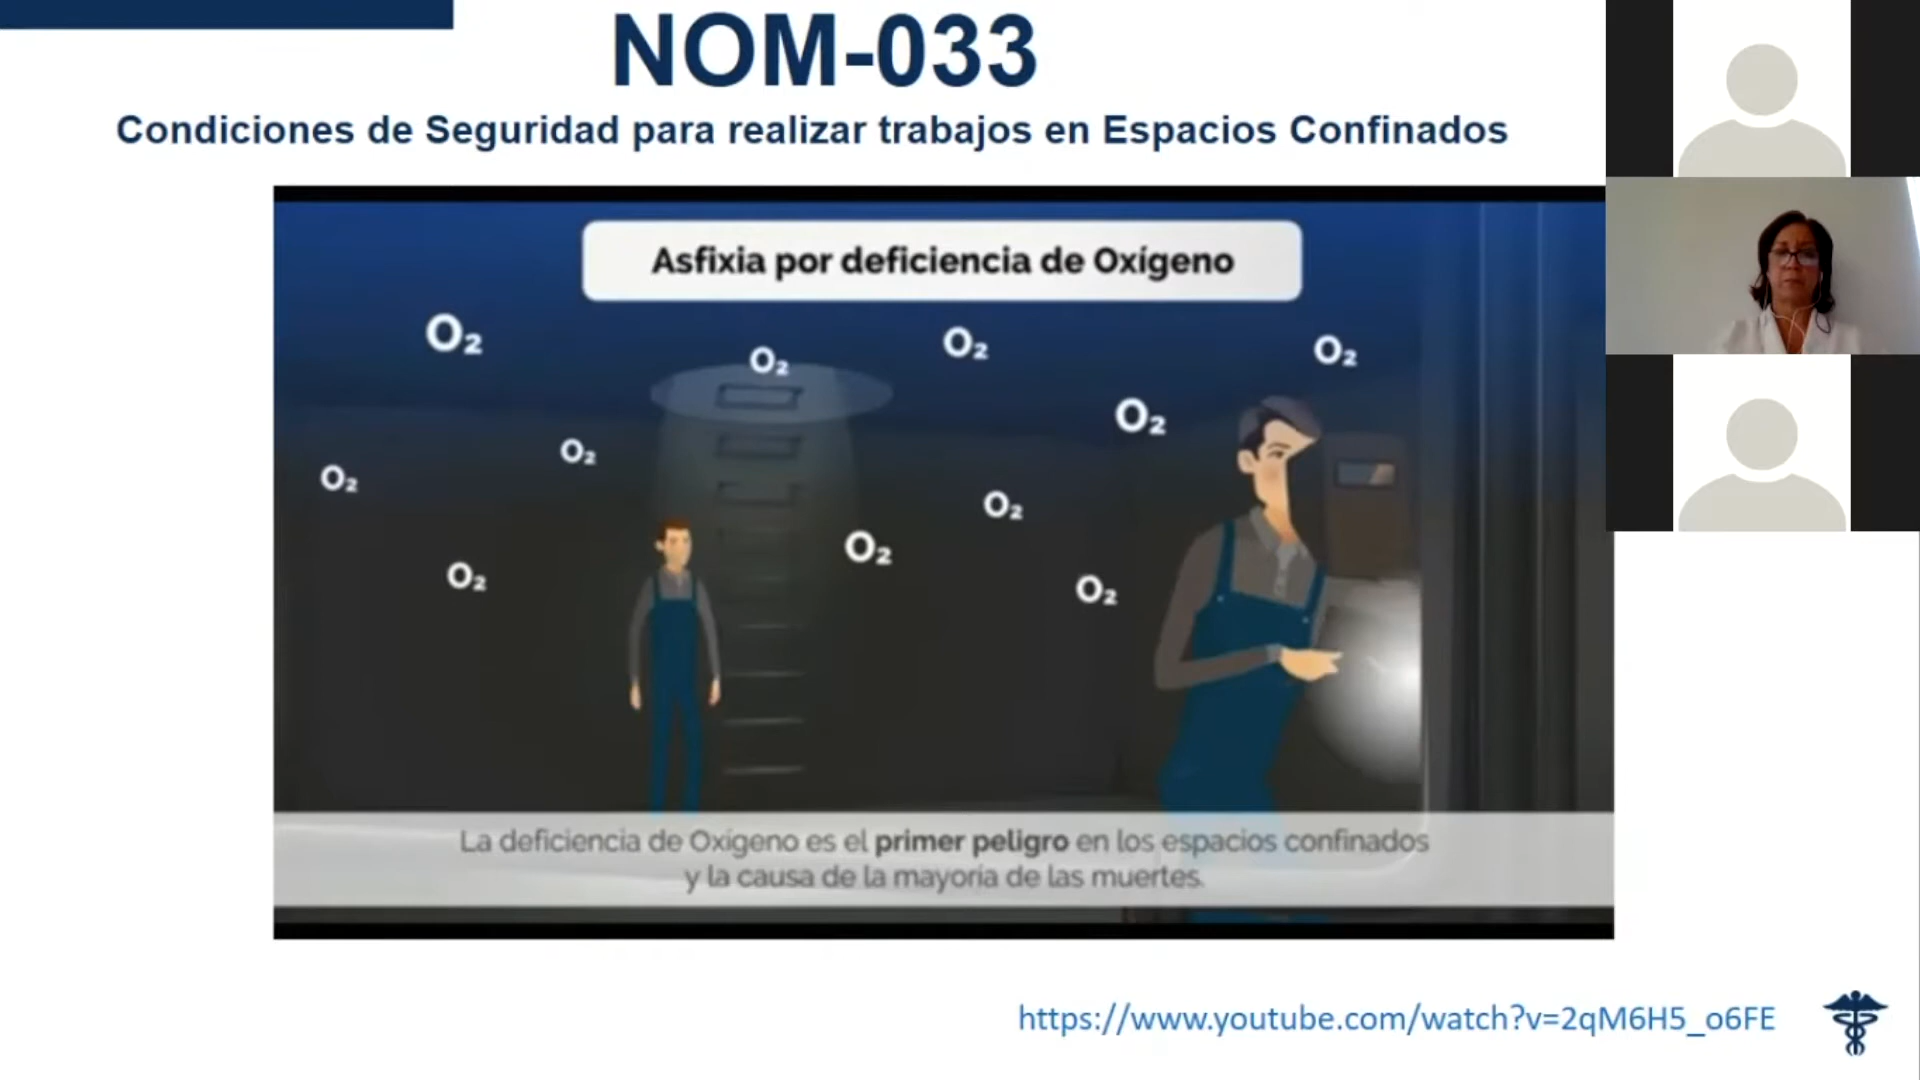 NOM-033
Condiciones de Seguridad para realizar trabajos en Espacios Confinados
Asfixia por deficiencia de Oxígeno
O₂
O₂
O₂
O₂
O₂
O₂
O₂
O₂
O₂
O₂
O₂
La deficiencia de Oxígeno es el primer peligro en los espacios confinados
y la causa de la mayoría de las muertes.
https://www.youtube.com/watch?v=2qM6H5_o6FE